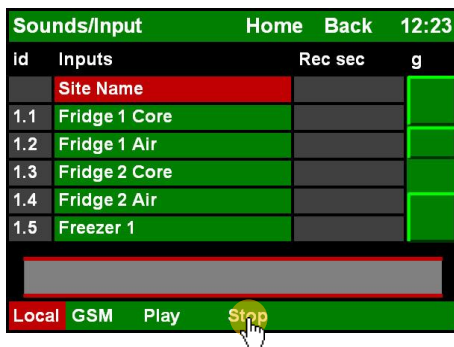 Sounds/Input Home Back 12:23
id Inputs Rec sec g
Site Name
1.1 Fridge 1 Core
1.2 Fridge 1 Air
1.3 Fridge 2 Core
1.4 Fridge 2 Air
1.5 Freezer 1
Local GSM Play Stop